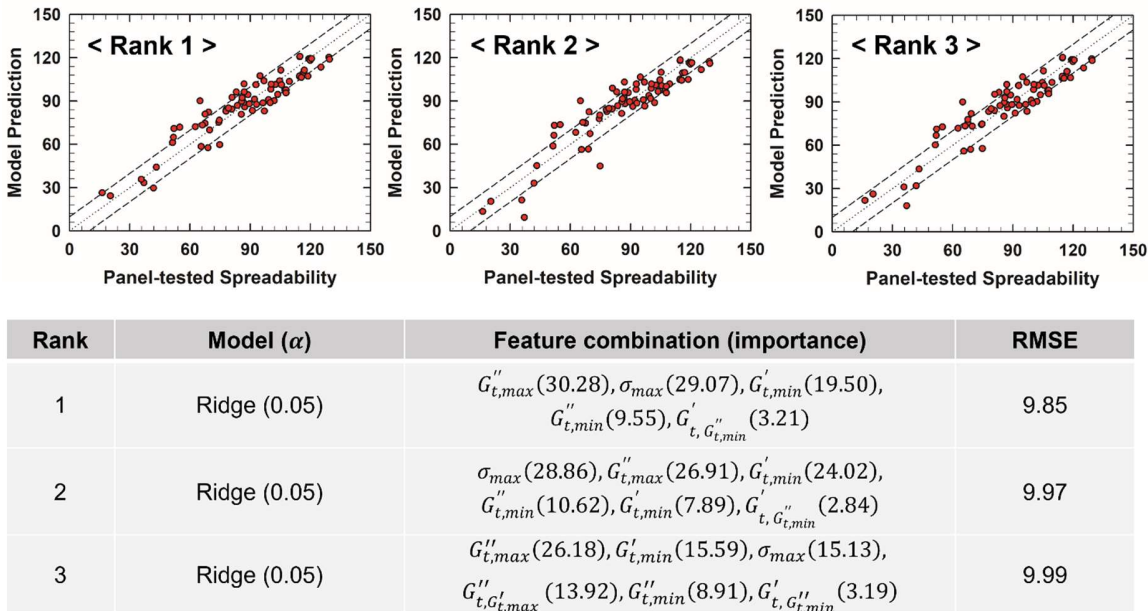 < Rank 1 >
150
120
90
60
30
0
Model Prediction
0 30 60 90 120 150
Panel-tested Spreadability
< Rank 2 >
150
120
90
60
30
0
Model Prediction
0 30 60 90 120 150
Panel-tested Spreadability
< Rank 3 >
150
120
90
60
30
0
Model Prediction
0 30 60 90 120 150
Panel-tested Spreadability
Rank Model (α) Feature combination (importance) RMSE
1 Ridge (0.05) G''_{t,max}(30.28), σ_{max}(29.07), G'_{t,min}(19.50), 9.85
G''_{t,min}(9.55), G'_{t, G''_{t,min}}(3.21)
2 Ridge (0.05) σ_{max}(28.86), G''_{t,max}(26.91), G'_{t,min}(24.02), 9.97
G''_{t,min}(10.62), G'_{t,min}(7.89), G'_{t, G''_{t,min}}(2.84)
3 Ridge (0.05) G''_{t,max}(26.18), G'_{t,min}(15.59), σ_{max}(15.13), 9.99
G''_{t,G'_{t,max}} (13.92), G''_{t,min}(8.91), G'_{t, G''_{t,min}}(3.19)